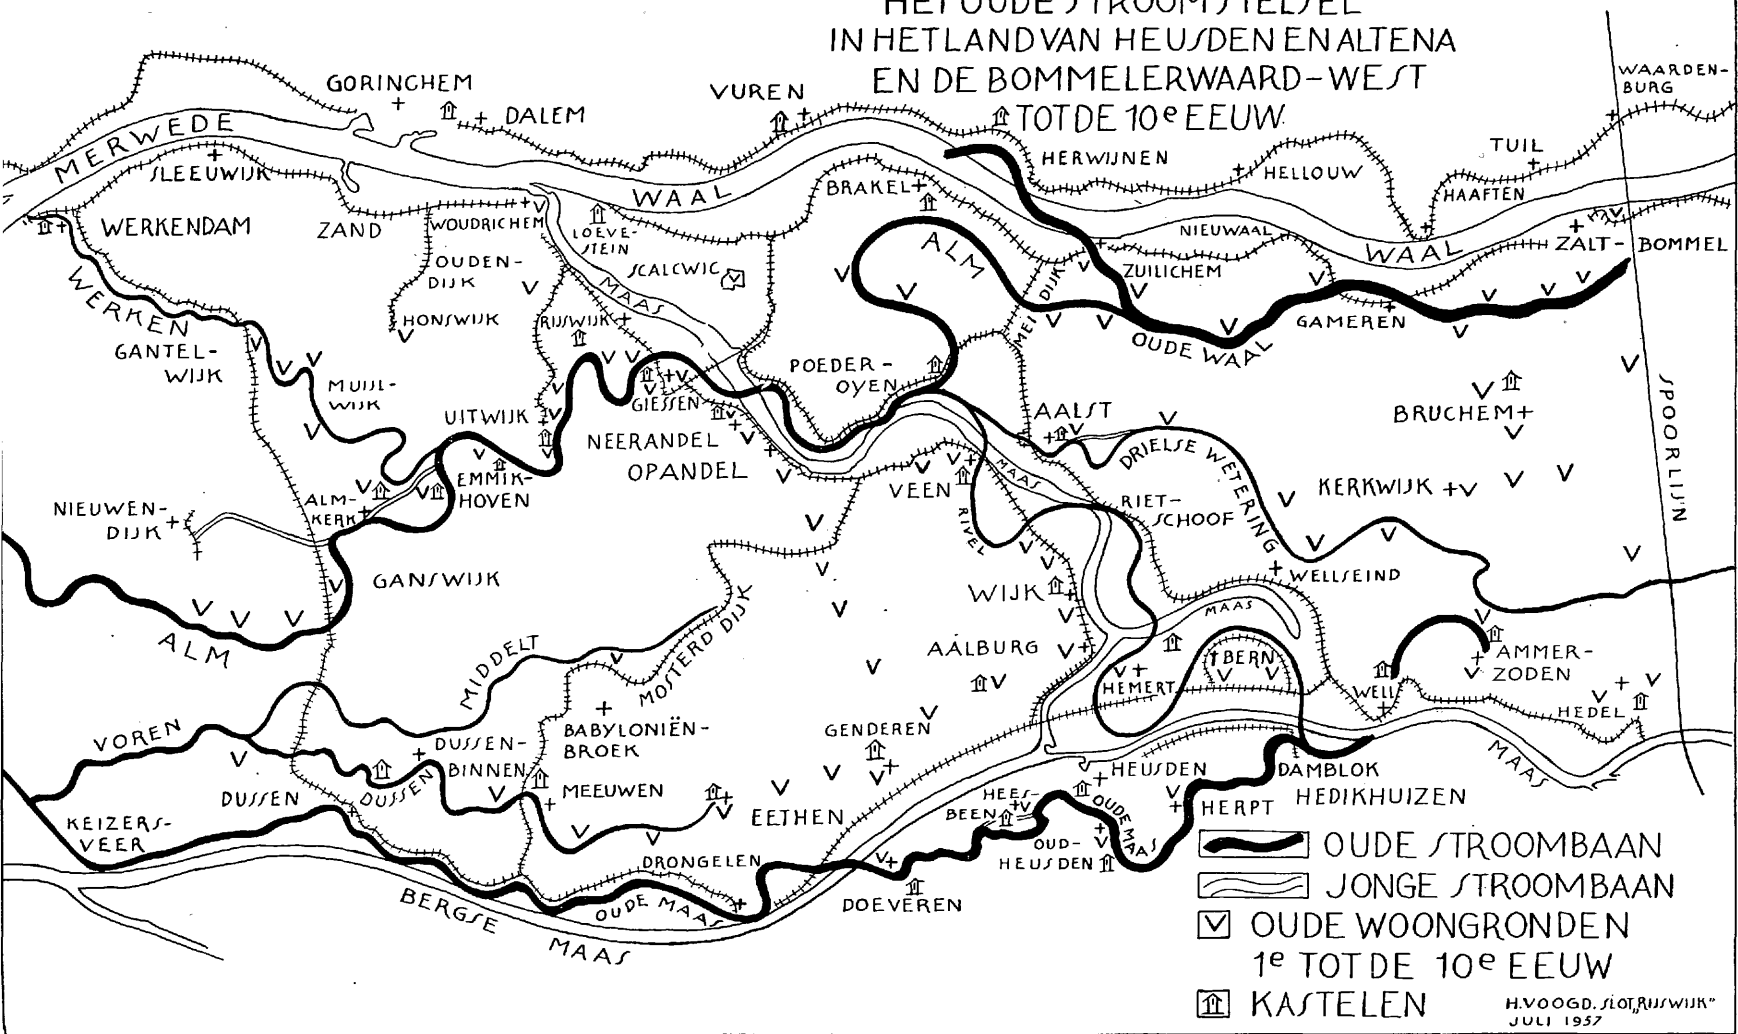 HET OUDE STROOMSTELSEL
IN HET LAND VAN HEUSDEN EN ALTENA
EN DE BOMMELERWAARD-WEST
TOT DE 10e EEUW.
WAARDEN-
BURG
GORINCHEM
DALEM
VUREN
MERWEDE
SLEEUWIJK
HERWIJNEN
HELLOUW
TUIL
HAAFTEN
WERKENDAM
ZAND
WOUDRICHEM
LOEVE-
STEIN
WAAL
BRAKEL
ALM
NIEUWAAL
WAAL
ZALT-BOMMEL
OUDEN-
DIJK
SCALCWIC
MAAS
MEIDIJK
ZUILICHEM
WERKEN
HONSWIJK
RIJSWIJK
GAMEREN
OUDE WAAL
GANTEL-
WIJK
MUIJL-
WIJK
POEDER-
OYEN
SPOORLIJN
UITWIJK
GIESSEN
NEERANDEL
OPANDEL
AALST
BRUCHEM
DRIELSE WETERING
EMMIK-
HOVEN
ALM-
KERK
VEEN
MAAS
KERKWIJK
NIEUWEN-
DIJK
RIET-
SCHOOF
RIVEL
GANSWIJK
WIJK
WELLSEIND
MAAS
ALM
MIDDELT
MOSTERD DIJK
AALBURG
BERN
HEMERT
AMMER-
ZODEN
WELL
HEDEL
VOREN
BABYLONIËN-
BROEK
GENDEREN
DUSSEN-
BINNEN
MAAS
DUSSEN
DUSSEN
MEEUWEN
HEUSDEN
DAMBLOK
HEDIKHUIZEN
HERPT
KEIZERS-
VEER
EETHEN
HEES-
BEEN
OUDE MAAS
OUD-
HEUSDEN
DRONGELEN
OUDE MAAS
DOEVEREN
BERGSE MAAS
OUDE STROOMBAAN
JONGE STROOMBAAN
V OUDE WOONGRONDEN
1e TOT DE 10e EEUW
KASTELEN
H.VOOGD. SLOT „RIJSWIJK"
JULI 1957